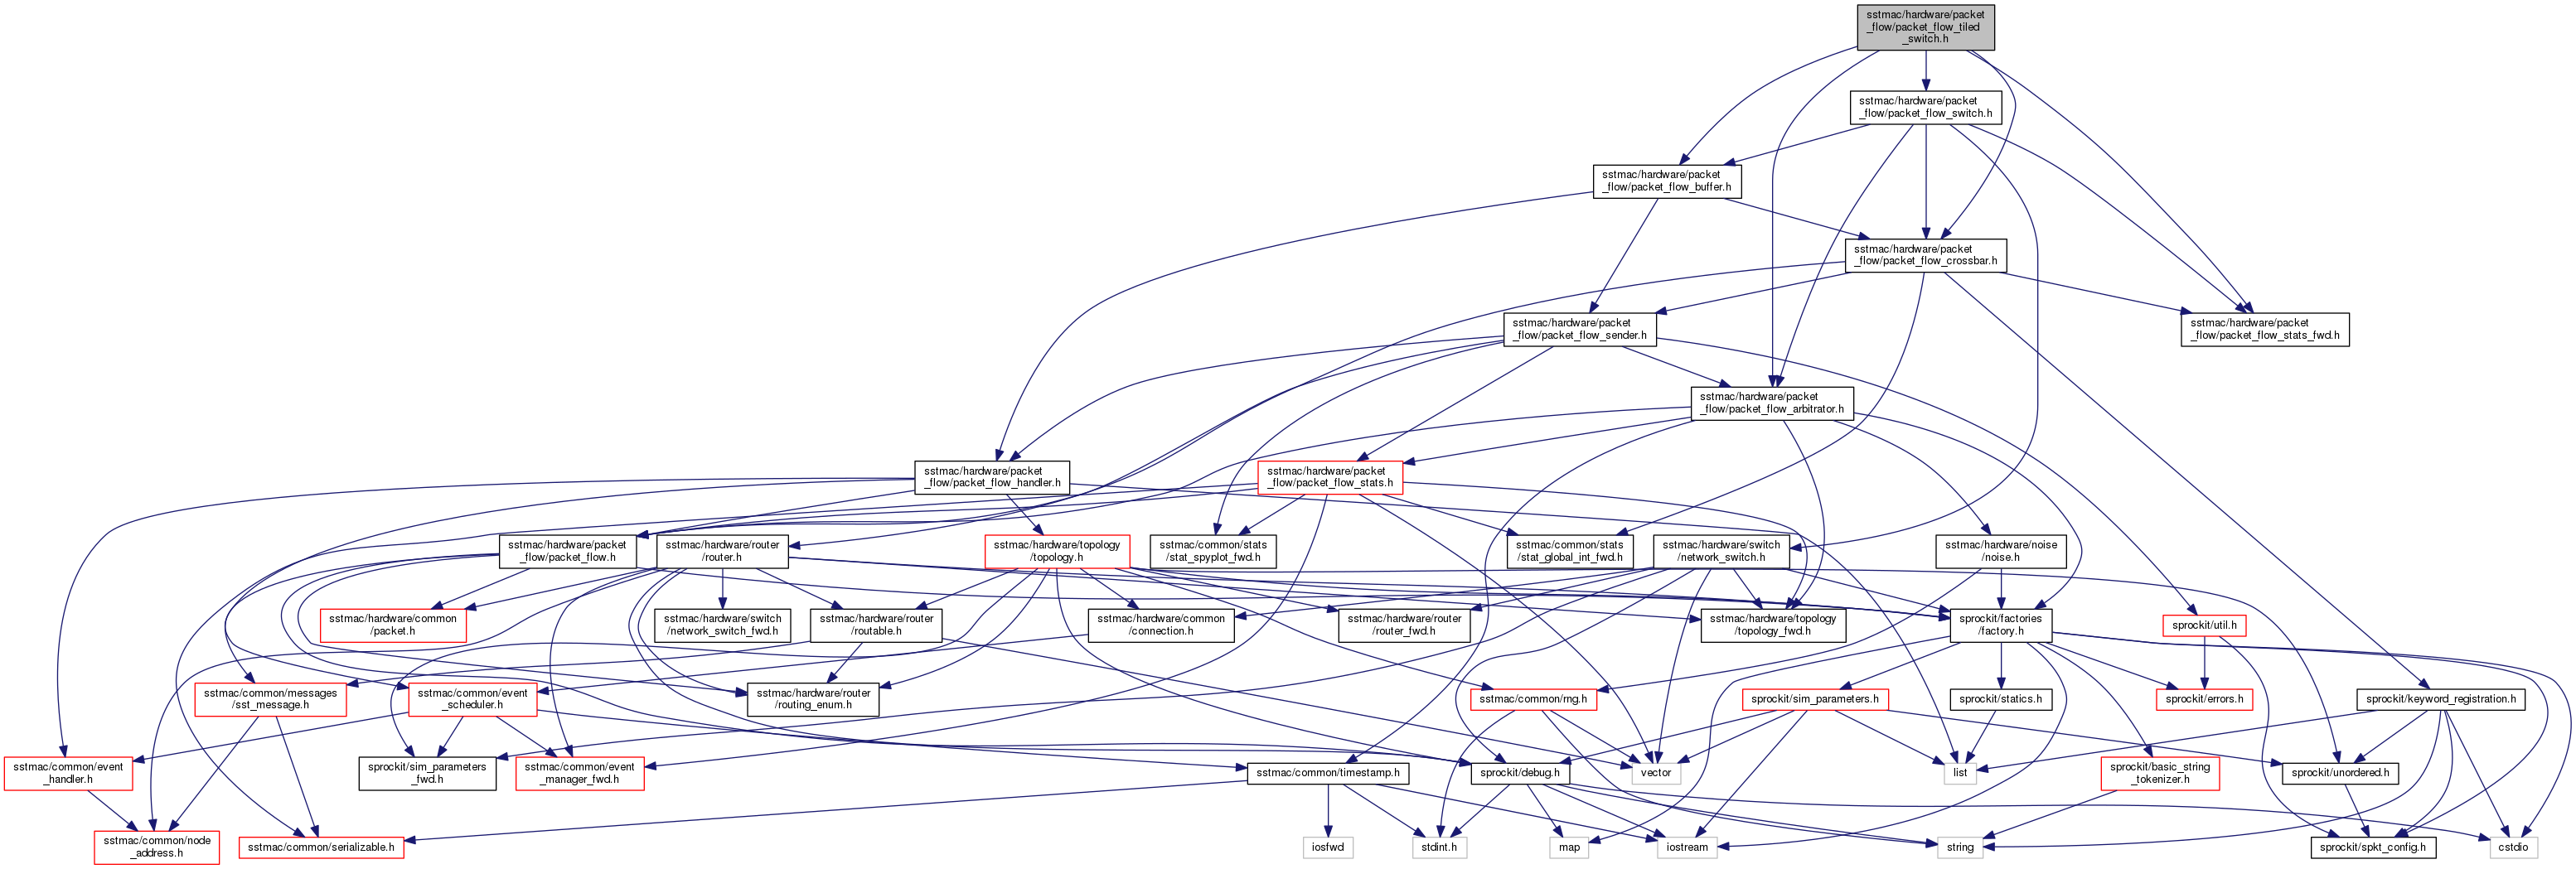 sstmac/hardware/packet
_flow/packet_flow_tiled
_switch.h
sstmac/hardware/packet
_flow/packet_flow_switch.h
sstmac/hardware/packet
_flow/packet_flow_buffer.h
sstmac/hardware/packet
_flow/packet_flow_crossbar.h
sstmac/hardware/packet
_flow/packet_flow_sender.h
sstmac/hardware/packet
_flow/packet_flow_stats_fwd.h
sstmac/hardware/packet
_flow/packet_flow_arbitrator.h
sstmac/hardware/packet
_flow/packet_flow_handler.h
sstmac/hardware/packet
_flow/packet_flow_stats.h
sstmac/hardware/packet
_flow/packet_flow.h
sstmac/hardware/router
/router.h
sstmac/hardware/topology
/topology.h
sstmac/common/stats
/stat_spyplot_fwd.h
sstmac/common/stats
/stat_global_int_fwd.h
sstmac/hardware/switch
/network_switch.h
sstmac/hardware/noise
/noise.h
sstmac/hardware/common
/packet.h
sstmac/hardware/switch
/network_switch_fwd.h
sstmac/hardware/router
/routable.h
sstmac/hardware/common
/connection.h
sstmac/hardware/router
/router_fwd.h
sstmac/hardware/topology
/topology_fwd.h
sprockit/factories
/factory.h
sprockit/util.h
sstmac/common/messages
/sst_message.h
sstmac/common/event
_scheduler.h
sstmac/hardware/router
/routing_enum.h
sstmac/common/rng.h
sprockit/sim_parameters.h
sprockit/statics.h
sprockit/errors.h
sprockit/keyword_registration.h
sstmac/common/event
_handler.h
sprockit/sim_parameters
_fwd.h
sstmac/common/event
_manager_fwd.h
sstmac/common/timestamp.h
sprockit/debug.h
vector
list
sprockit/basic_string
_tokenizer.h
sprockit/unordered.h
sstmac/common/node
_address.h
sstmac/common/serializable.h
iosfwd
stdint.h
map
iostream
string
sprockit/spkt_config.h
cstdio